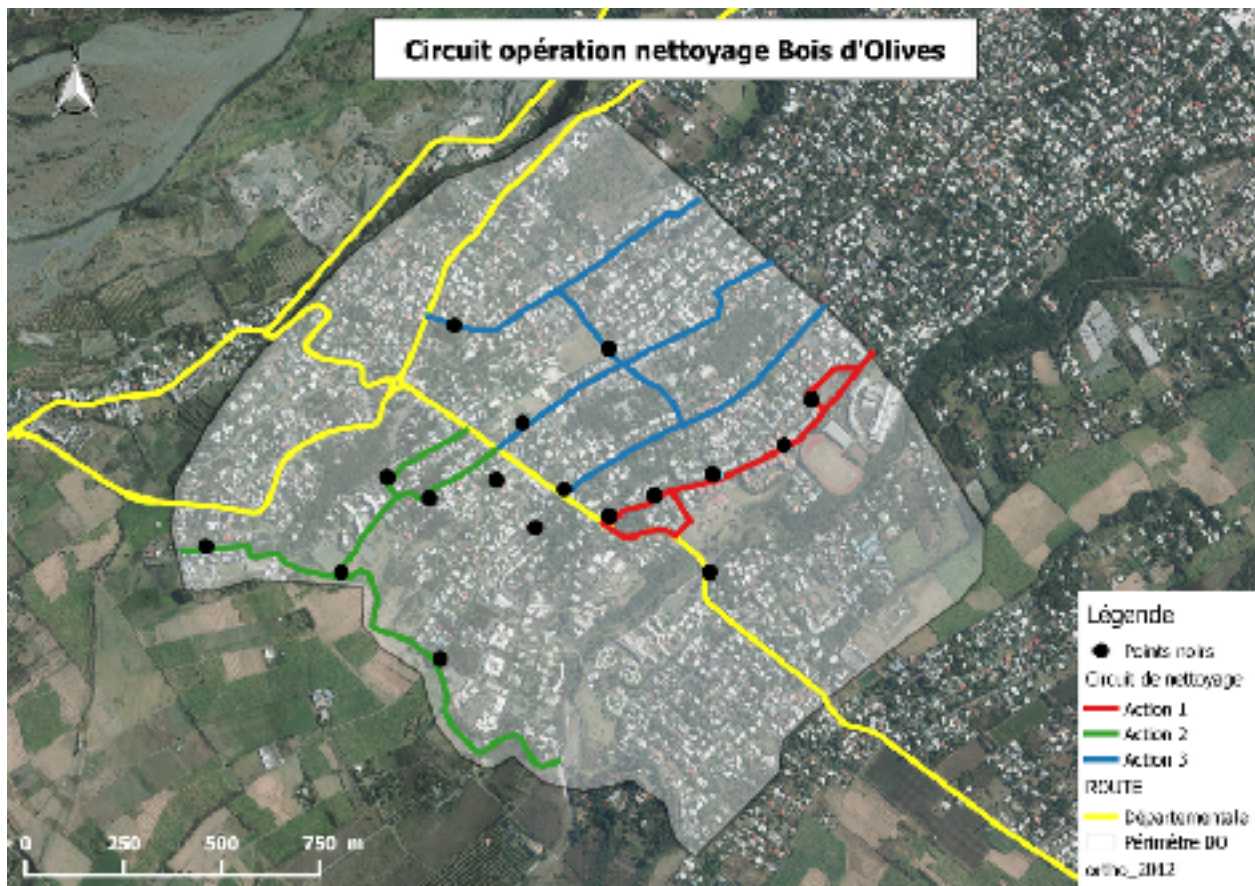 Circuit opération nettoyage Bois d'Olives
Légende
Points noirs
Circuit de nettoyage
Action 1
Action 2
Action 3
ROUTE
Départementale
Périmètre BO
ortho_2012
0 250 500 750 m